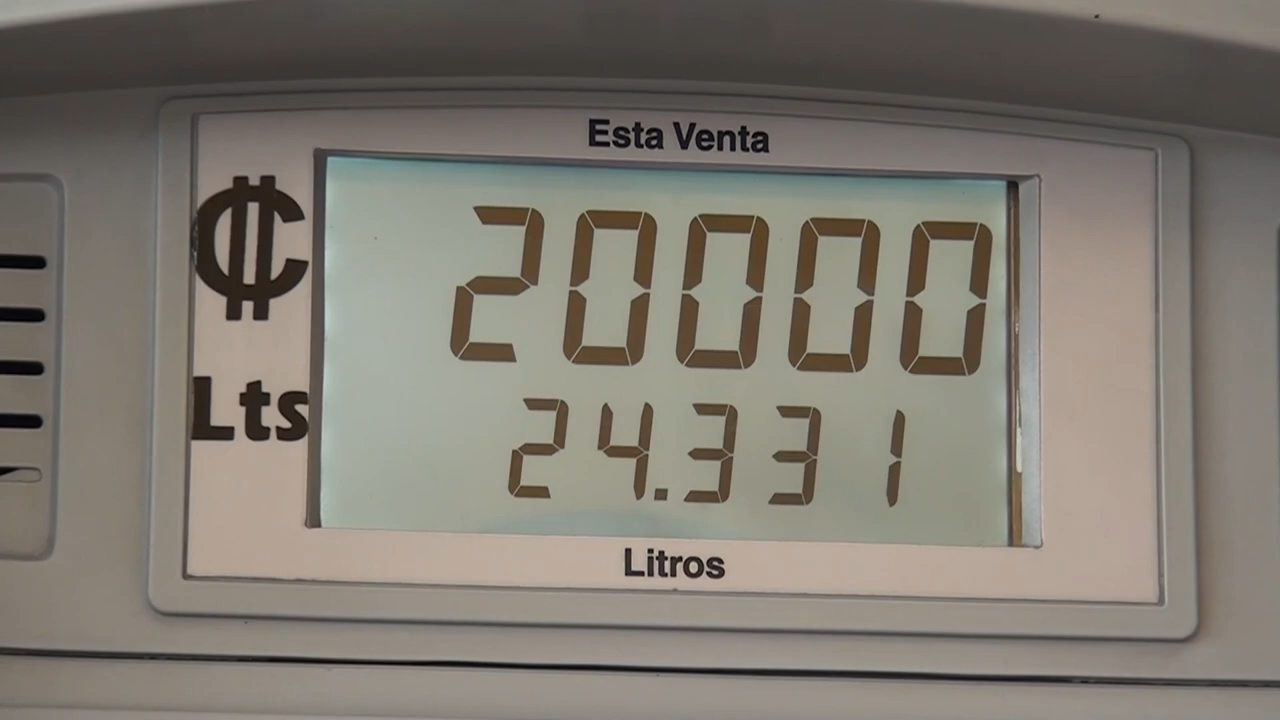 Esta Venta
₡ 20000
Lts 24.331
Litros